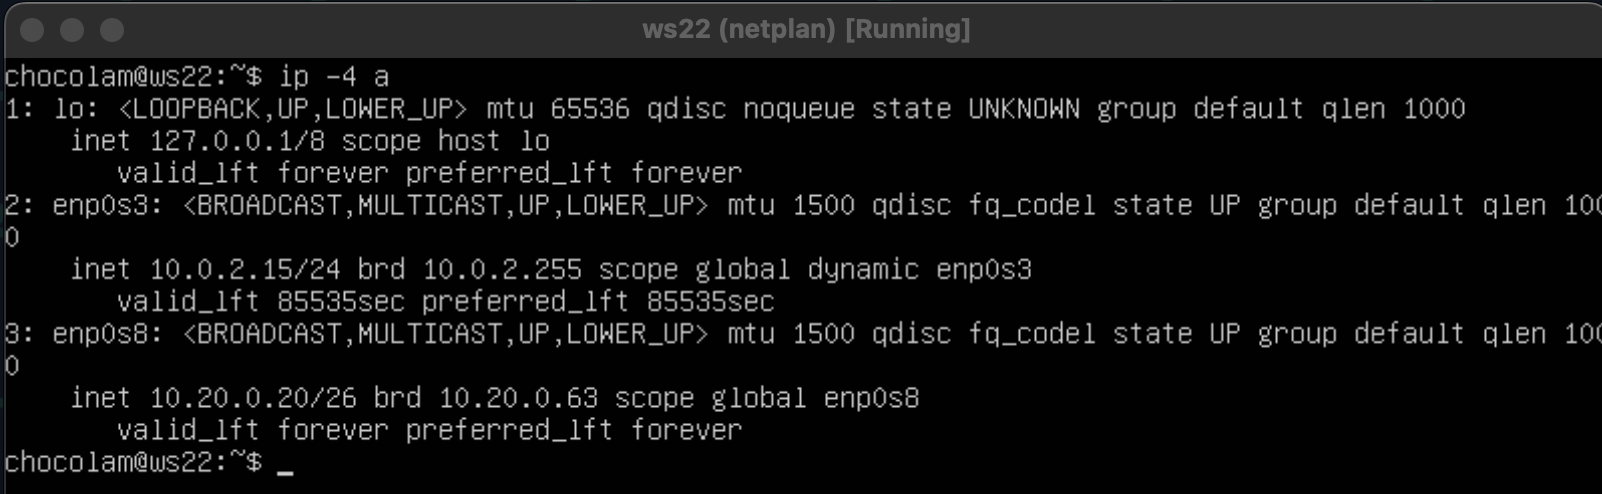 ws22 (netplan) [Running]
chocolam@ws22:~$ ip -4 a
1: lo: <LOOPBACK,UP,LOWER_UP> mtu 65536 qdisc noqueue state UNKNOWN group default qlen 1000
    inet 127.0.0.1/8 scope host lo
       valid_lft forever preferred_lft forever
2: enp0s3: <BROADCAST,MULTICAST,UP,LOWER_UP> mtu 1500 qdisc fq_codel state UP group default qlen 100
0
    inet 10.0.2.15/24 brd 10.0.2.255 scope global dynamic enp0s3
       valid_lft 85535sec preferred_lft 85535sec
3: enp0s8: <BROADCAST,MULTICAST,UP,LOWER_UP> mtu 1500 qdisc fq_codel state UP group default qlen 100
0
    inet 10.20.0.20/26 brd 10.20.0.63 scope global enp0s8
       valid_lft forever preferred_lft forever
chocolam@ws22:~$ _